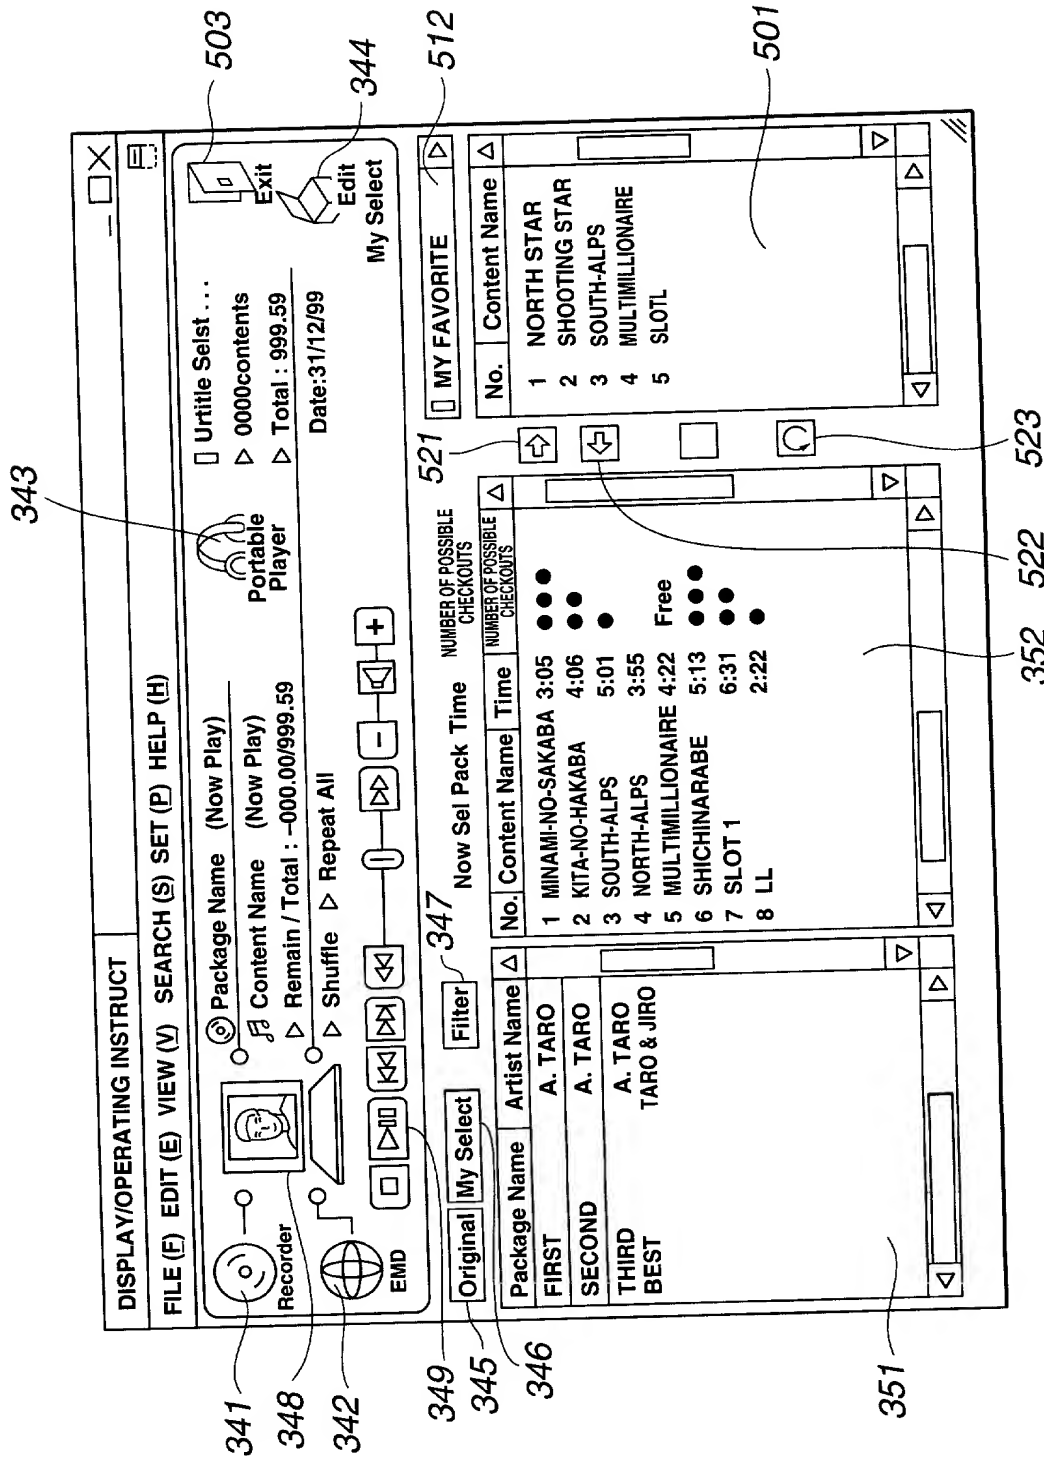 DISPLAY/OPERATING INSTRUCT
FILE (F) EDIT (E) VIEW (V) SEARCH (S) SET (P) HELP (H)
341
348
342
349
345
346
351
343
503
344
512
501
347
521
522
352
523
Recorder
EMD
Package Name (Now Play)
Content Name (Now Play)
▷ Remain / Total : –000.00/999.59
▷ Shuffle ▷ Repeat All
Portable
Player
Urtitle Selst ...
▷ 0000contents
▷ Total : 999.59
Date:31/12/99
Exit
Edit
My Select
– +
Original My Select Filter
Now Sel Pack Time NUMBER OF POSSIBLE
CHECKOUTS
MY FAVORITE
Package Name Artist Name
FIRST A. TARO
SECOND A. TARO
THIRD A. TARO
BEST TARO & JIRO
No. Content Name Time NUMBER OF POSSIBLE
CHECKOUTS
1 MINAMI-NO-SAKABA 3:05 ●●●
2 KITA-NO-HAKABA 4:06 ●●
3 SOUTH-ALPS 5:01 ●
4 NORTH-ALPS 3:55
5 MULTIMILLIONAIRE 4:22 Free
6 SHICHINARABE 5:13 ●●●
7 SLOT 1 6:31 ●●
8 LL 2:22 ●
No. Content Name
1 NORTH STAR
2 SHOOTING STAR
3 SOUTH-ALPS
4 MULTIMILLIONAIRE
5 SLOTL